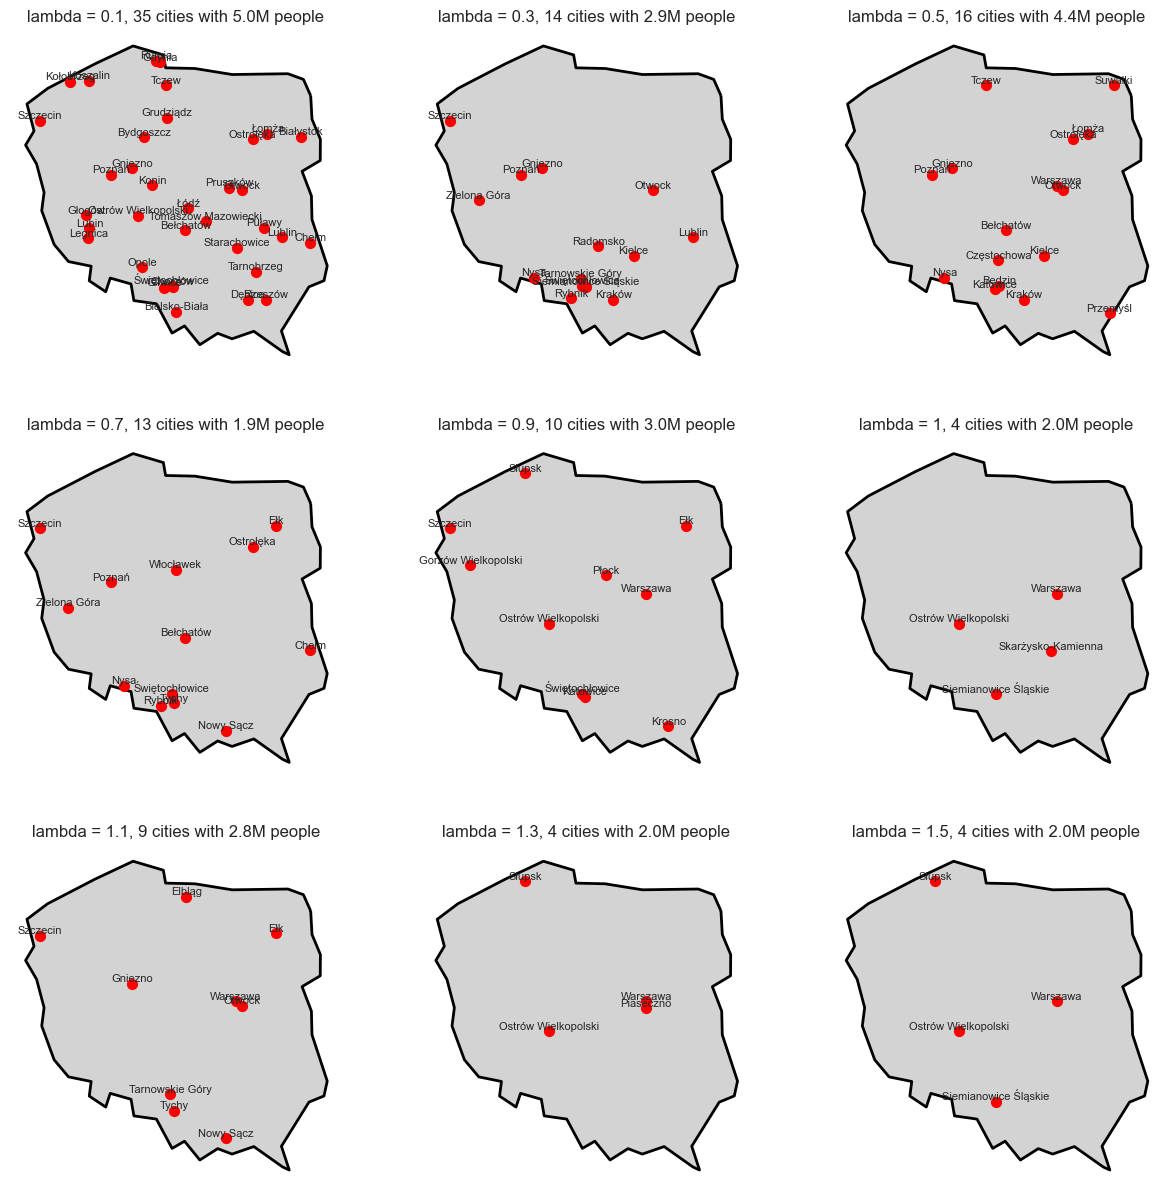 lambda = 0.1, 35 cities with 5.0M people
Gdynia
Koszalin
Tczew
Szczecin
Grudziądz
Bydgoszcz
Łomża
Ostrołęka
Białystok
Gniezno
Poznań
Konin
Pruszków
Otwock
Łódź
Głogów
Ostrów Wielkopolski
Tomaszów Mazowiecki
Lubin
Bełchatów
Puławy
Legnica
Lublin
Chełm
Starachowice
Opole
Tarnobrzeg
Świętochłowice
Dębica
Rzeszów
Bielsko-Biała
lambda = 0.3, 14 cities with 2.9M people
Szczecin
Gniezno
Poznań
Zielona Góra
Otwock
Lublin
Radomsko
Kielce
Nysa
Tarnowskie Góry
Świętochłowice
Siemianowice Śląskie
Rybnik
Kraków
lambda = 0.5, 16 cities with 4.4M people
Tczew
Suwałki
Łomża
Ostrołęka
Gniezno
Poznań
Warszawa
Otwock
Bełchatów
Kielce
Częstochowa
Nysa
Będzin
Katowice
Kraków
Przemyśl
lambda = 0.7, 13 cities with 1.9M people
Szczecin
Ełk
Ostrołęka
Włocławek
Poznań
Zielona Góra
Bełchatów
Chełm
Nysa
Świętochłowice
Tychy
Rybnik
Nowy Sącz
lambda = 0.9, 10 cities with 3.0M people
Słupsk
Szczecin
Ełk
Gorzów Wielkopolski
Płock
Warszawa
Ostrów Wielkopolski
Świętochłowice
Katowice
Krosno
lambda = 1, 4 cities with 2.0M people
Warszawa
Ostrów Wielkopolski
Skarżysko-Kamienna
Siemianowice Śląskie
lambda = 1.1, 9 cities with 2.8M people
Elbląg
Szczecin
Ełk
Gniezno
Warszawa
Otwock
Tarnowskie Góry
Tychy
Nowy Sącz
lambda = 1.3, 4 cities with 2.0M people
Słupsk
Warszawa
Piaseczno
Ostrów Wielkopolski
lambda = 1.5, 4 cities with 2.0M people
Słupsk
Warszawa
Ostrów Wielkopolski
Siemianowice Śląskie